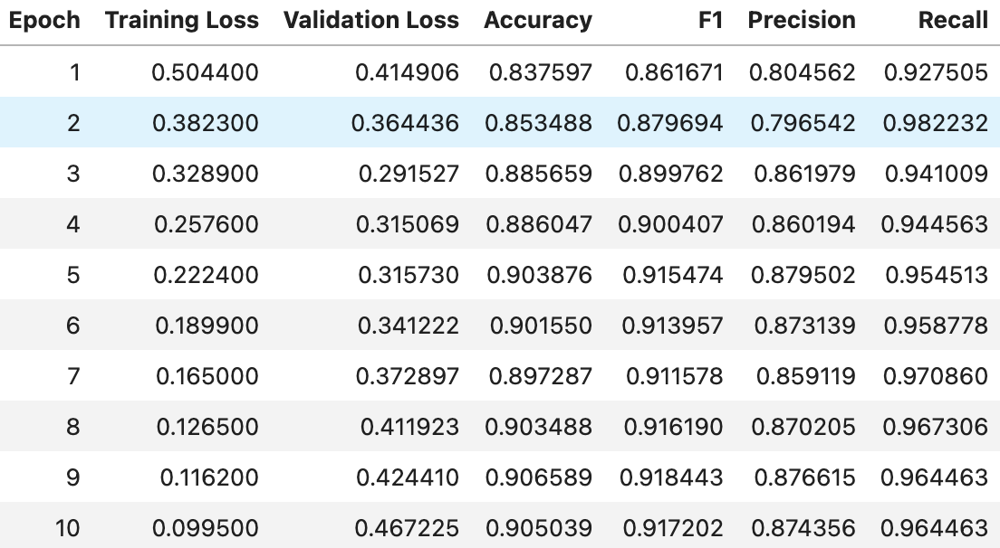 Epoch Training Loss Validation Loss Accuracy F1 Precision Recall
1 0.504400 0.414906 0.837597 0.861671 0.804562 0.927505
2 0.382300 0.364436 0.853488 0.879694 0.796542 0.982232
3 0.328900 0.291527 0.885659 0.899762 0.861979 0.941009
4 0.257600 0.315069 0.886047 0.900407 0.860194 0.944563
5 0.222400 0.315730 0.903876 0.915474 0.879502 0.954513
6 0.189900 0.341222 0.901550 0.913957 0.873139 0.958778
7 0.165000 0.372897 0.897287 0.911578 0.859119 0.970860
8 0.126500 0.411923 0.903488 0.916190 0.870205 0.967306
9 0.116200 0.424410 0.906589 0.918443 0.876615 0.964463
10 0.099500 0.467225 0.905039 0.917202 0.874356 0.964463